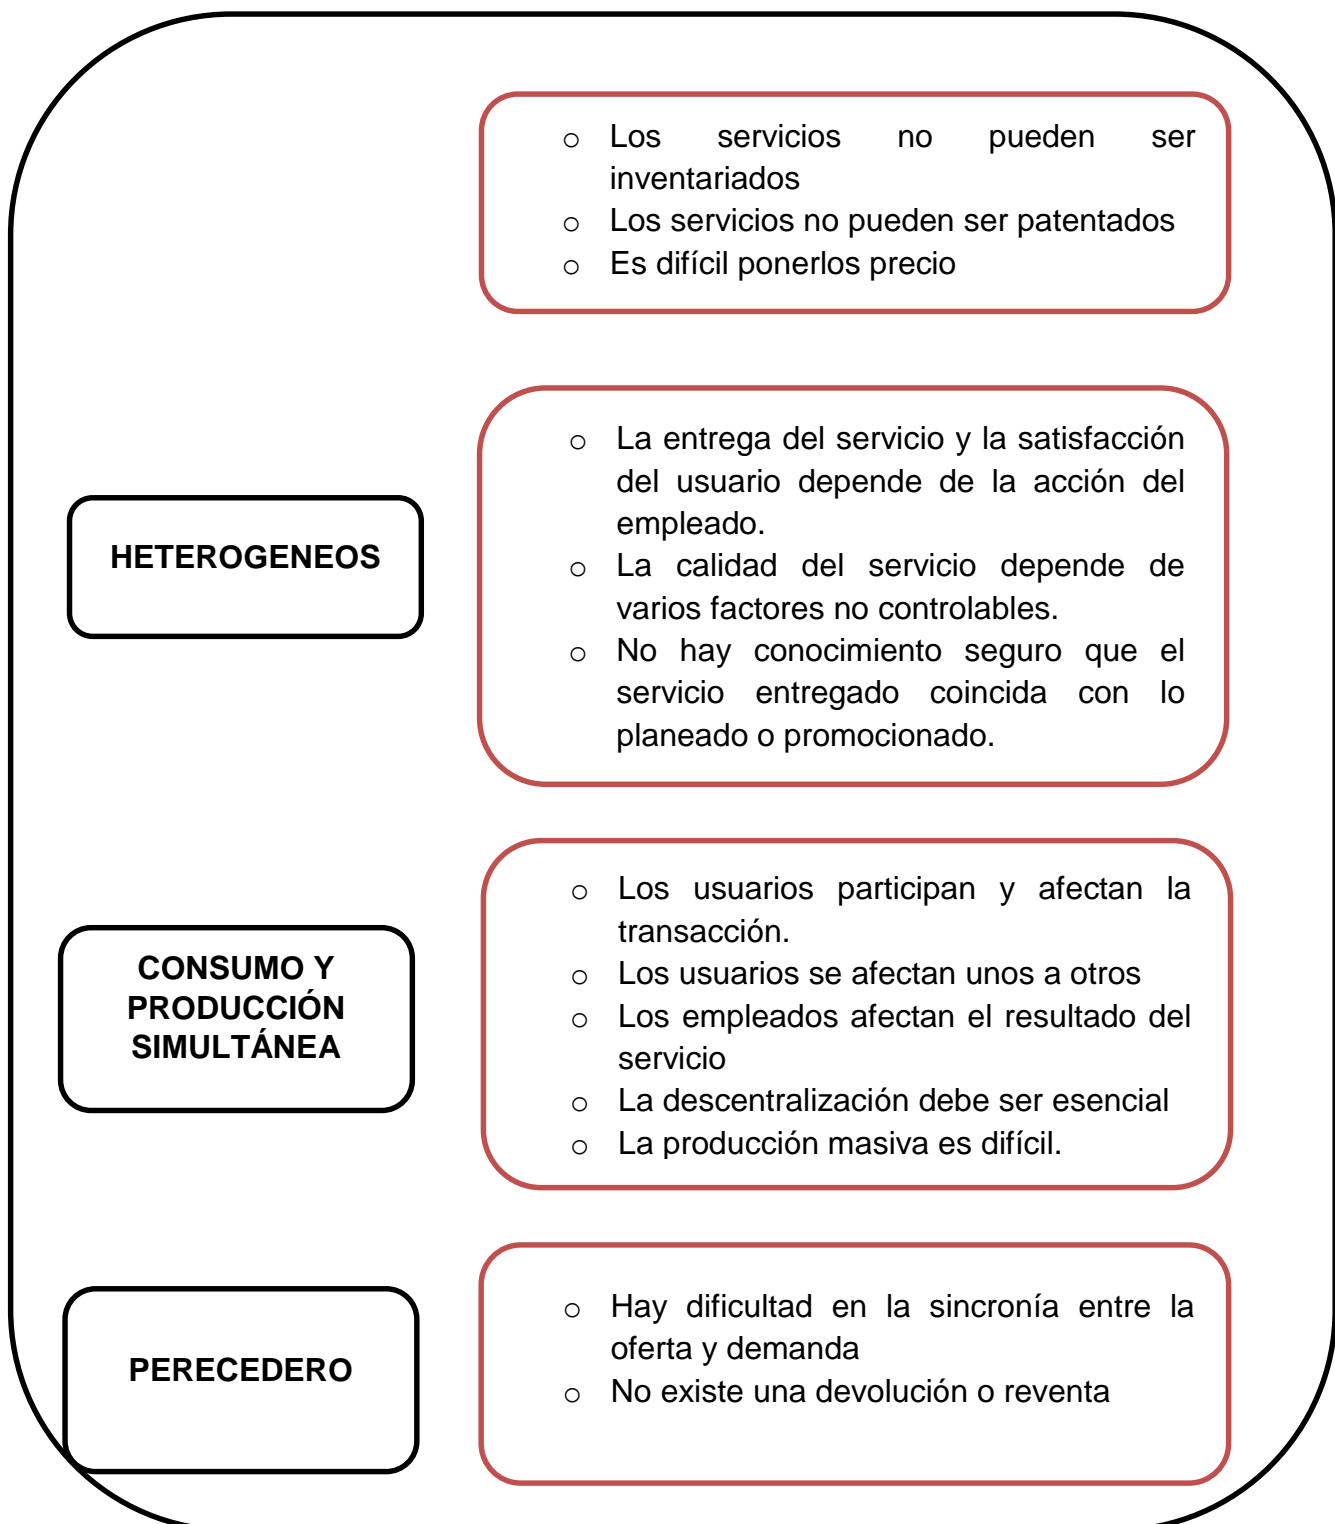 o Los servicios no pueden ser
inventariados
o Los servicios no pueden ser patentados
o Es difícil ponerlos precio
HETEROGENEOS
o La entrega del servicio y la satisfacción
del usuario depende de la acción del
empleado.
o La calidad del servicio depende de
varios factores no controlables.
o No hay conocimiento seguro que el
servicio entregado coincida con lo
planeado o promocionado.
CONSUMO Y
PRODUCCIÓN
SIMULTÁNEA
o Los usuarios participan y afectan la
transacción.
o Los usuarios se afectan unos a otros
o Los empleados afectan el resultado del
servicio
o La descentralización debe ser esencial
o La producción masiva es difícil.
PERECEDERO
o Hay dificultad en la sincronía entre la
oferta y demanda
o No existe una devolución o reventa